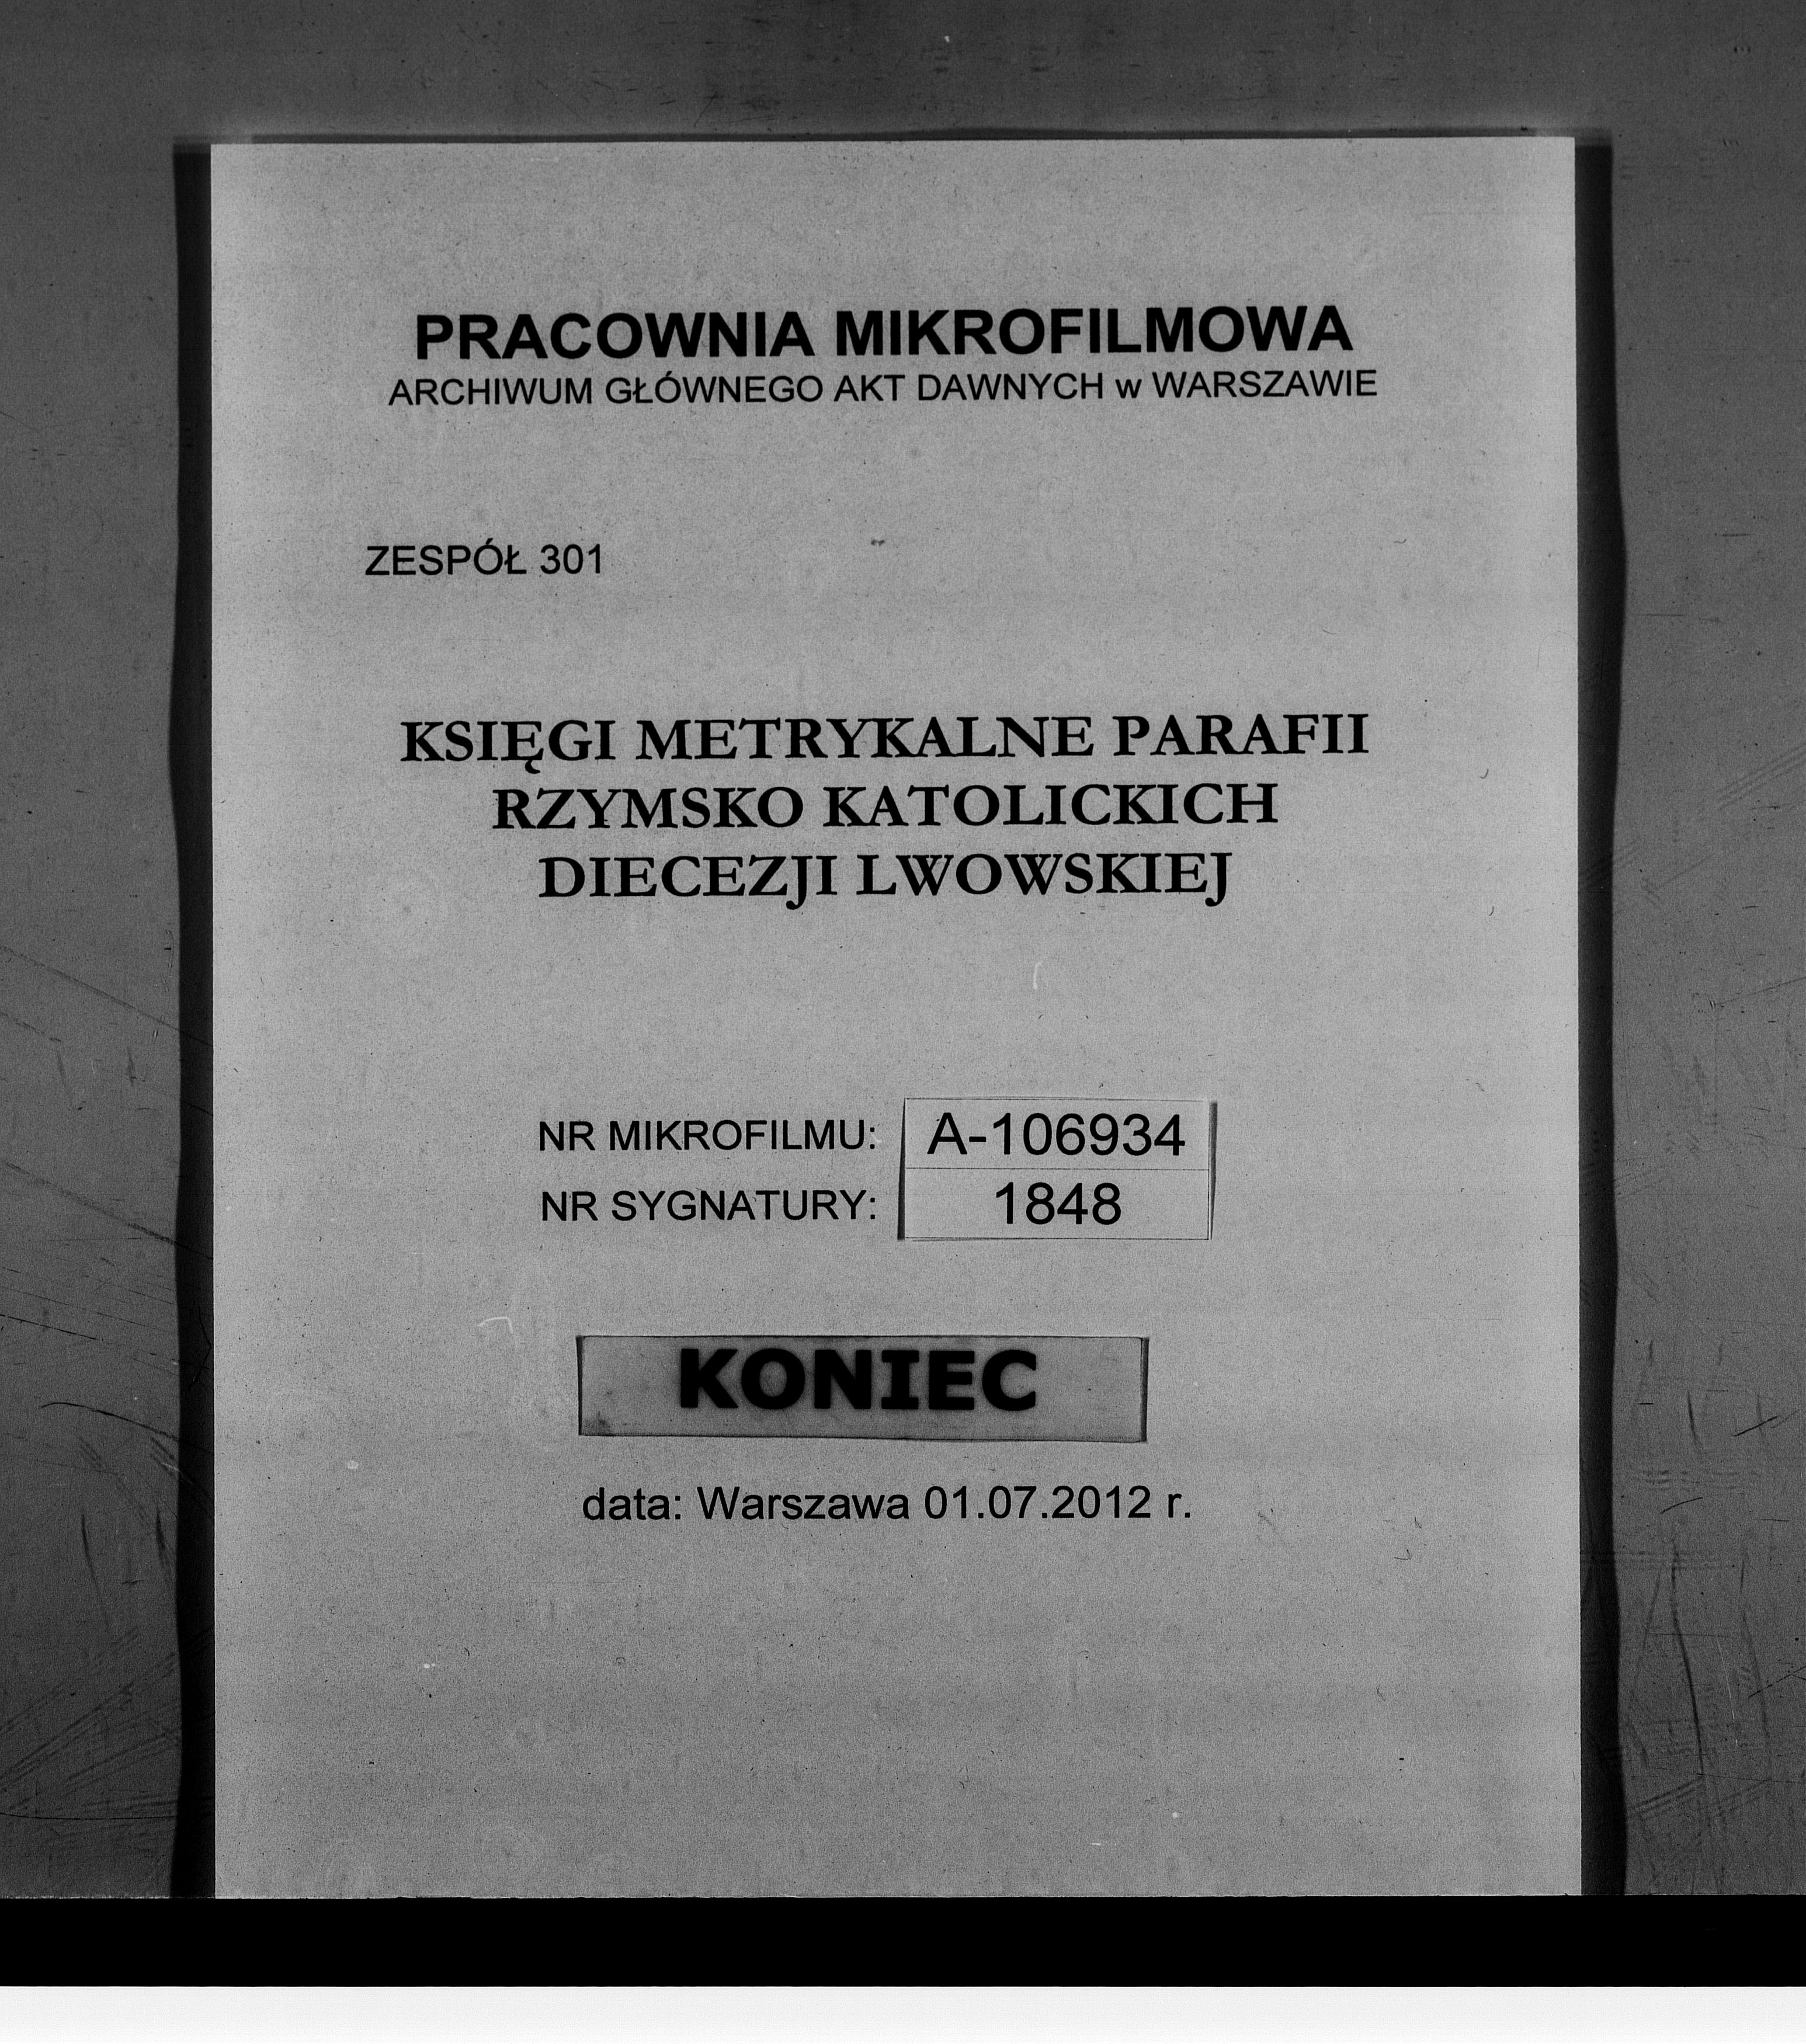 PRACOWNIA MIKROFILMOWA
ARCHIWUM GŁÓWNEGO AKT DAWNYCH w WARSZAWIE
ZESPÓŁ 301
KSIĘGI METRYKALNE PARAFII
RZYMSKO KATOLICKICH
DIECEZJI LWOWSKIEJ
NR MIKROFILMU: A-106934
NR SYGNATURY: 1848
KONIEC
data: Warszawa 01.07.2012 r.